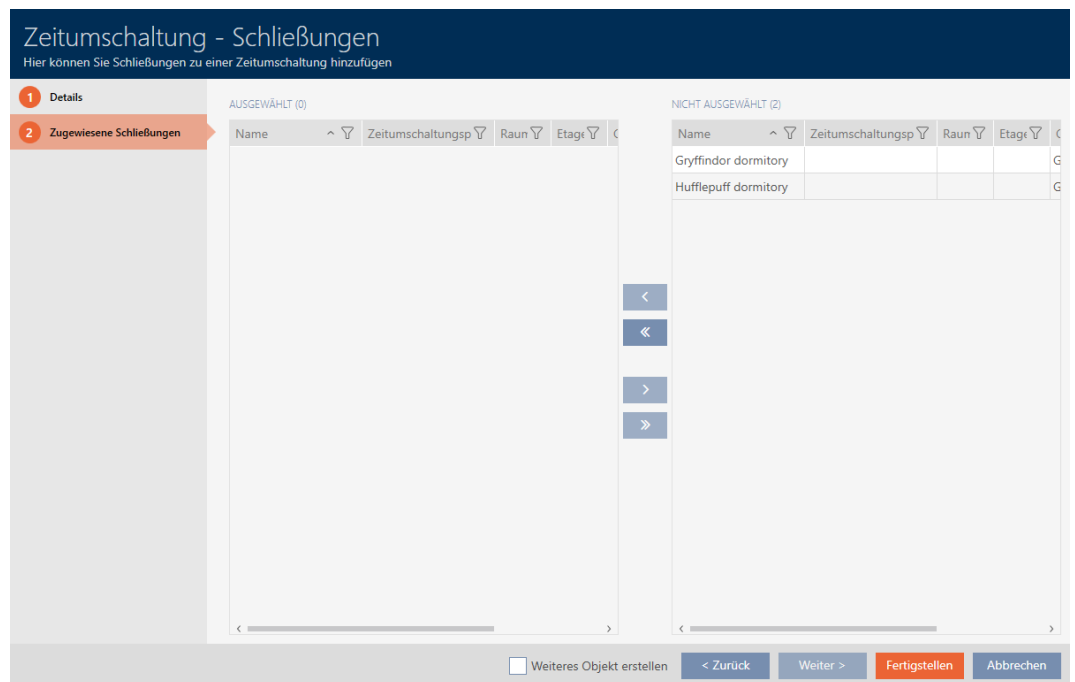 Zeitumschaltung - Schließungen
Hier können Sie Schließungen zu einer Zeitumschaltung hinzufügen
1 Details
2 Zugewiesene Schließungen
AUSGEWÄHLT (0)
Name Zeitumschaltungsp Raun Etage
NICHT AUSGEWÄHLT (2)
Name Zeitumschaltungsp Raun Etage
Gryffindor dormitory G
Hufflepuff dormitory G
Weiteres Objekt erstellen
< Zurück
Weiter >
Fertigstellen
Abbrechen